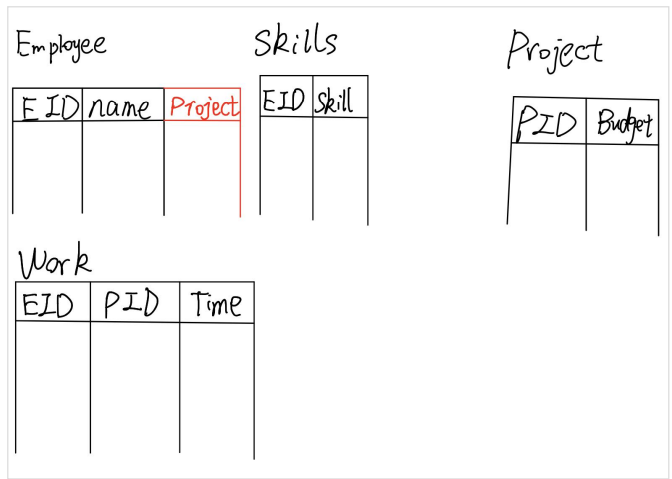 Employee
EID name Project
Skills
EID Skill
Project
PID Budget
Work
EID PID Time